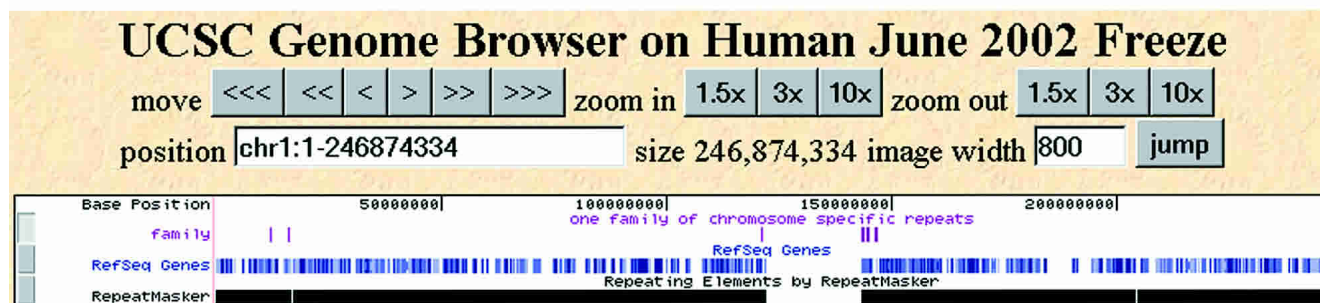 UCSC Genome Browser on Human June 2002 Freeze
move <<< << < > >> >>> zoom in 1.5x 3x 10x zoom out 1.5x 3x 10x
position chr1:1-246874334 size 246,874,334 image width 800 jump
Base Position 50000000| 100000000| 150000000| 200000000|
one family of chromosome specific repeats
family
RefSeq Genes
RefSeq Genes
Repeating Elements by RepeatMasker
RepeatMasker